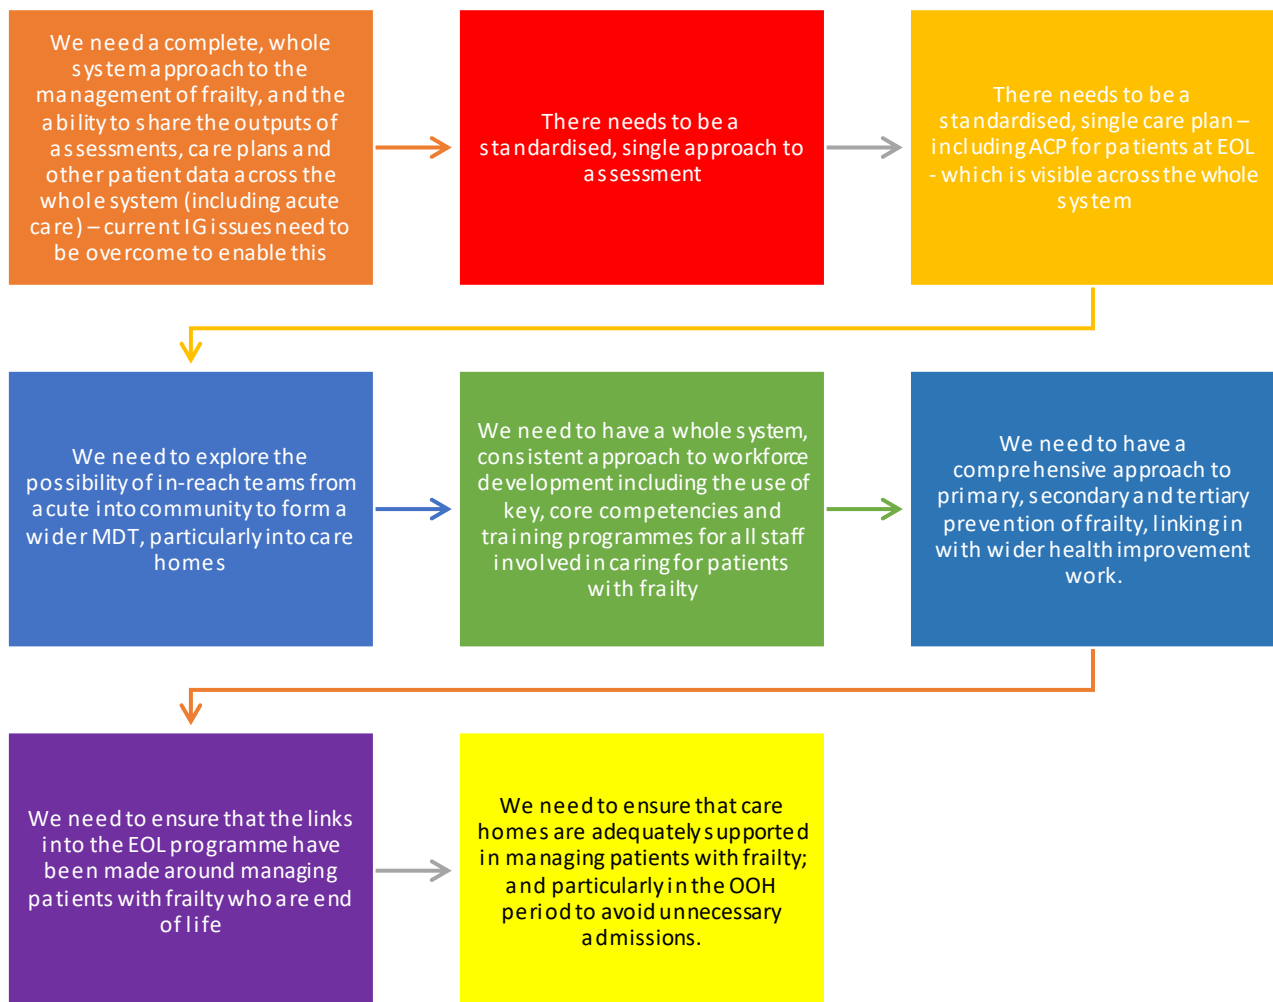 We need a complete, whole
system approach to the
management of frailty, and the
ability to share the outputs of
assessments, care plans and
other patient data across the
whole system (including acute
care) – current IG issues need to
be overcome to enable this
There needs to be a
standardised, single approach to
assessment
There needs to be a
standardised, single care plan –
including ACP for patients at EOL
- which is visible across the whole
system
We need to explore the
possibility of in-reach teams from
acute into community to form a
wider MDT, particularly into care
homes
We need to have a whole system,
consistent approach to workforce
development including the use of
key, core competencies and
training programmes for all staff
involved in caring for patients
with frailty
We need to have a
comprehensive approach to
primary, secondary and tertiary
prevention of frailty, linking in
with wider health improvement
work.
We need to ensure that the links
into the EOL programme have
been made around managing
patients with frailty who are end
of life
We need to ensure that care
homes are adequately supported
in managing patients with frailty;
and particularly in the OOH
period to avoid unnecessary
admissions.